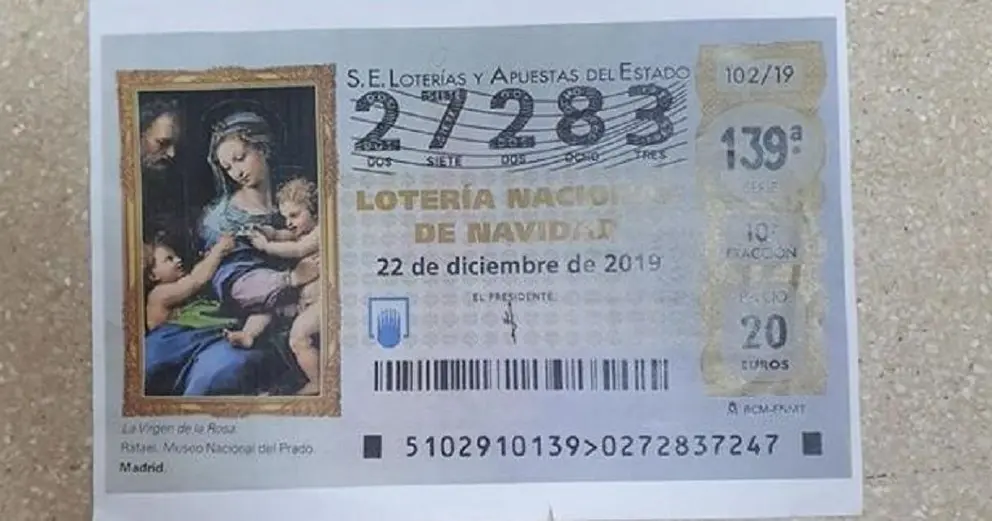 S.E. LOTERÍAS Y APUESTAS DEL ESTADO
27283
DOS SIETE DOS OCHO TRES
LOTERÍA NACIONAL
DE NAVIDAD
22 de diciembre de 2019
EL PRESIDENTE,
102/19
139ª
SERIE
10ª
FRACCIÓN
PRECIO
20
EUROS
RCM-FNMT
La Virgen de la Rosa.
Rafael. Museo Nacional del Prado.
Madrid.
5102910139>0272837247